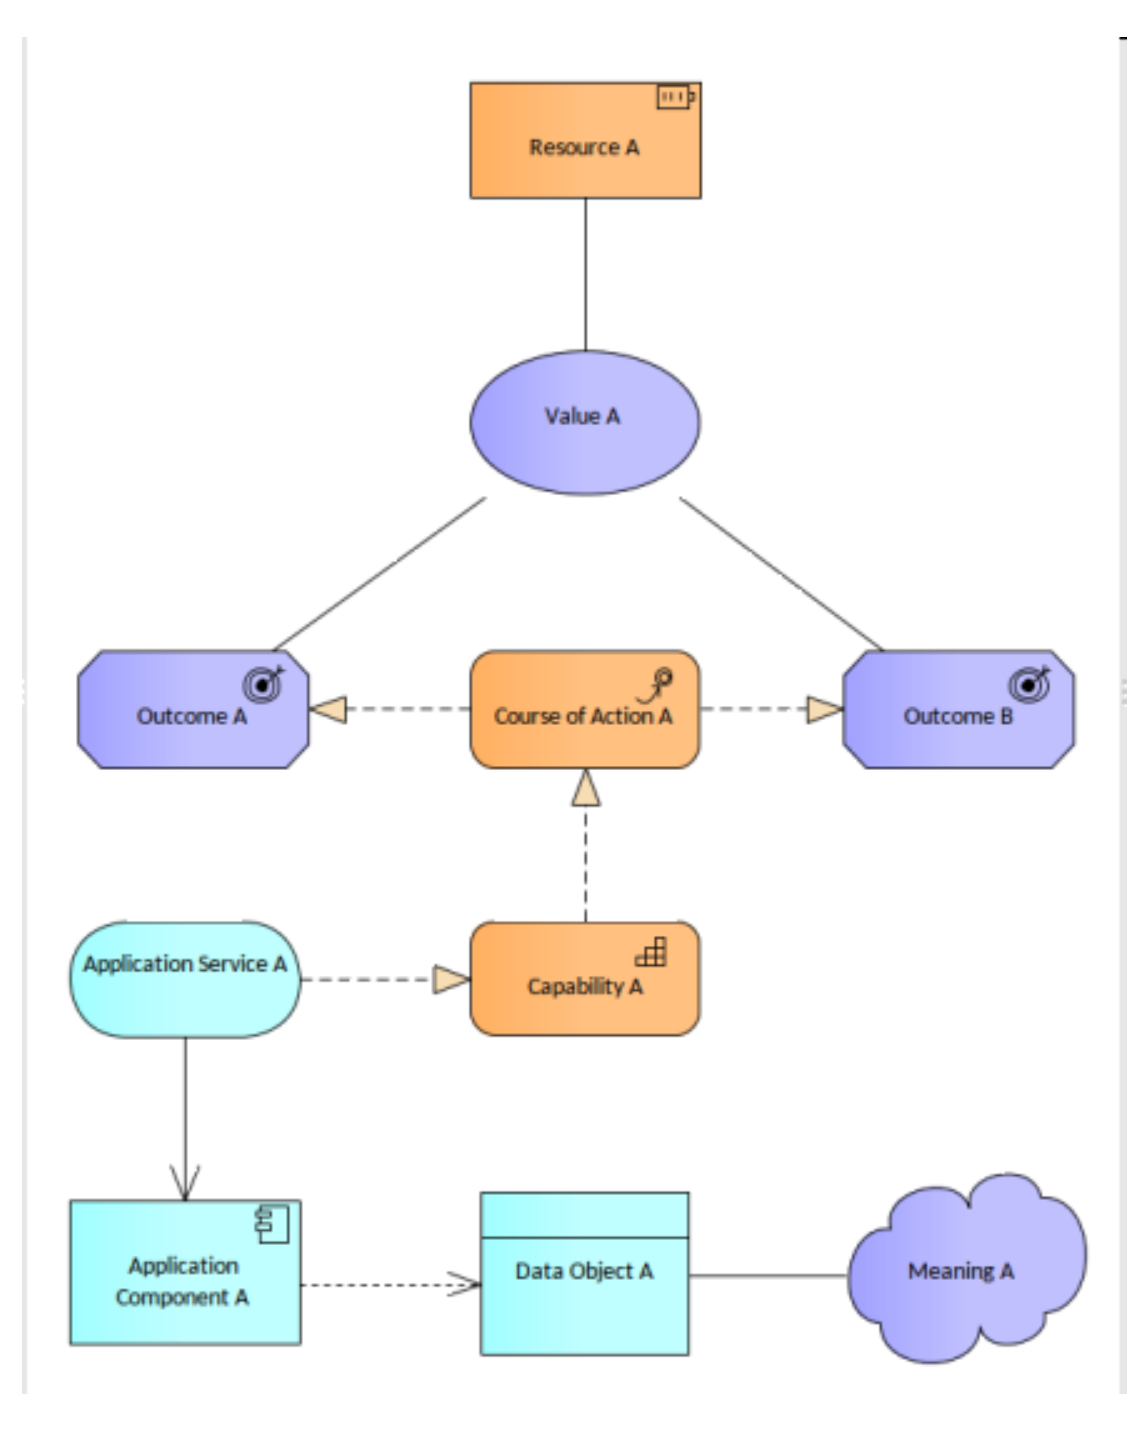 Resource A
Value A
Outcome A
Course of Action A
Outcome B
Application Service A
Capability A
Application
Component A
Data Object A
Meaning A